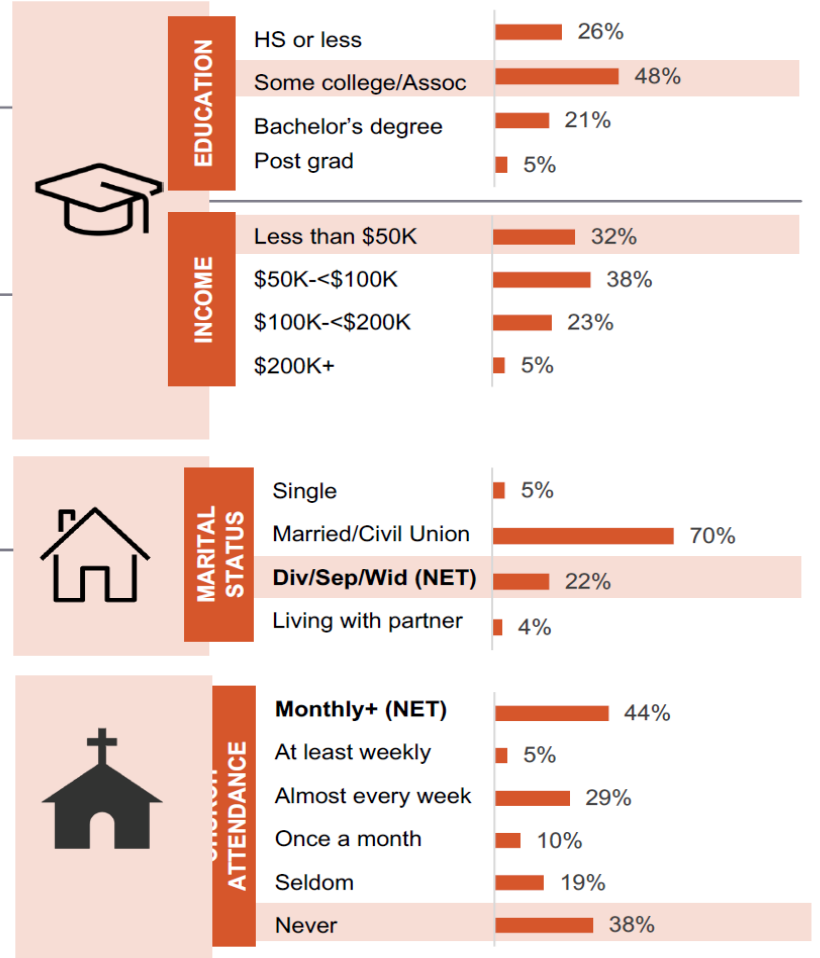 EDUCATION
HS or less 26%
Some college/Assoc 48%
Bachelor’s degree 21%
Post grad 5%
INCOME
Less than $50K 32%
$50K-<$100K 38%
$100K-<$200K 23%
$200K+ 5%
MARITAL
STATUS
Single 5%
Married/Civil Union 70%
Div/Sep/Wid (NET) 22%
Living with partner 4%
ATTENDANCE
Monthly+ (NET) 44%
At least weekly 5%
Almost every week 29%
Once a month 10%
Seldom 19%
Never 38%